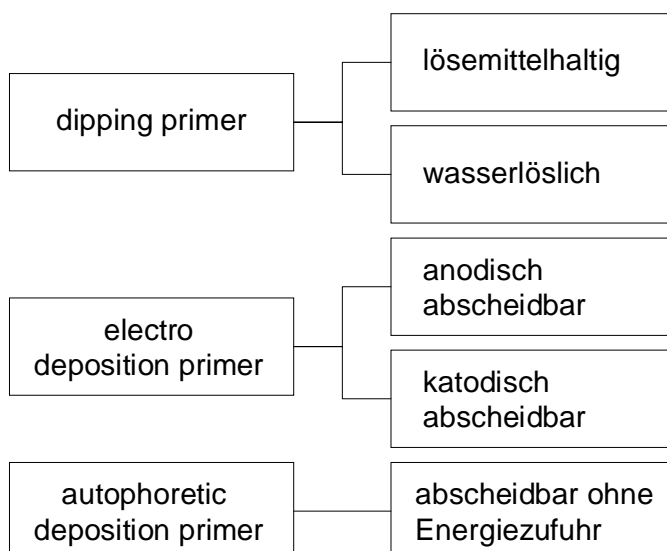 dipping primer
lösemittelhaltig
wasserlöslich
electro
deposition primer
anodisch
abscheidbar
katodisch
abscheidbar
autophoretic
deposition primer
abscheidbar ohne
Energiezufuhr